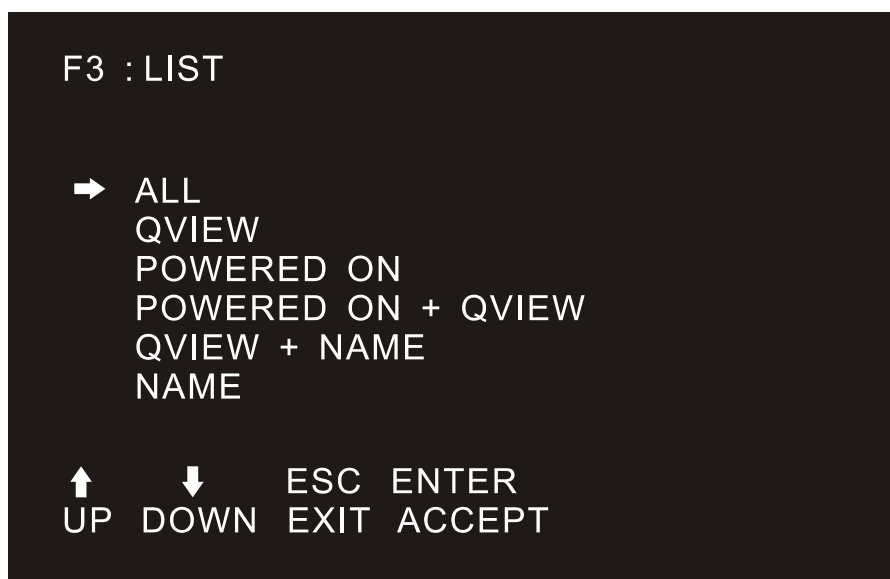 F3 : LIST
➡ ALL
QVIEW
POWERED ON
POWERED ON + QVIEW
QVIEW + NAME
NAME
⬆ ⬇ ESC ENTER
UP DOWN EXIT ACCEPT